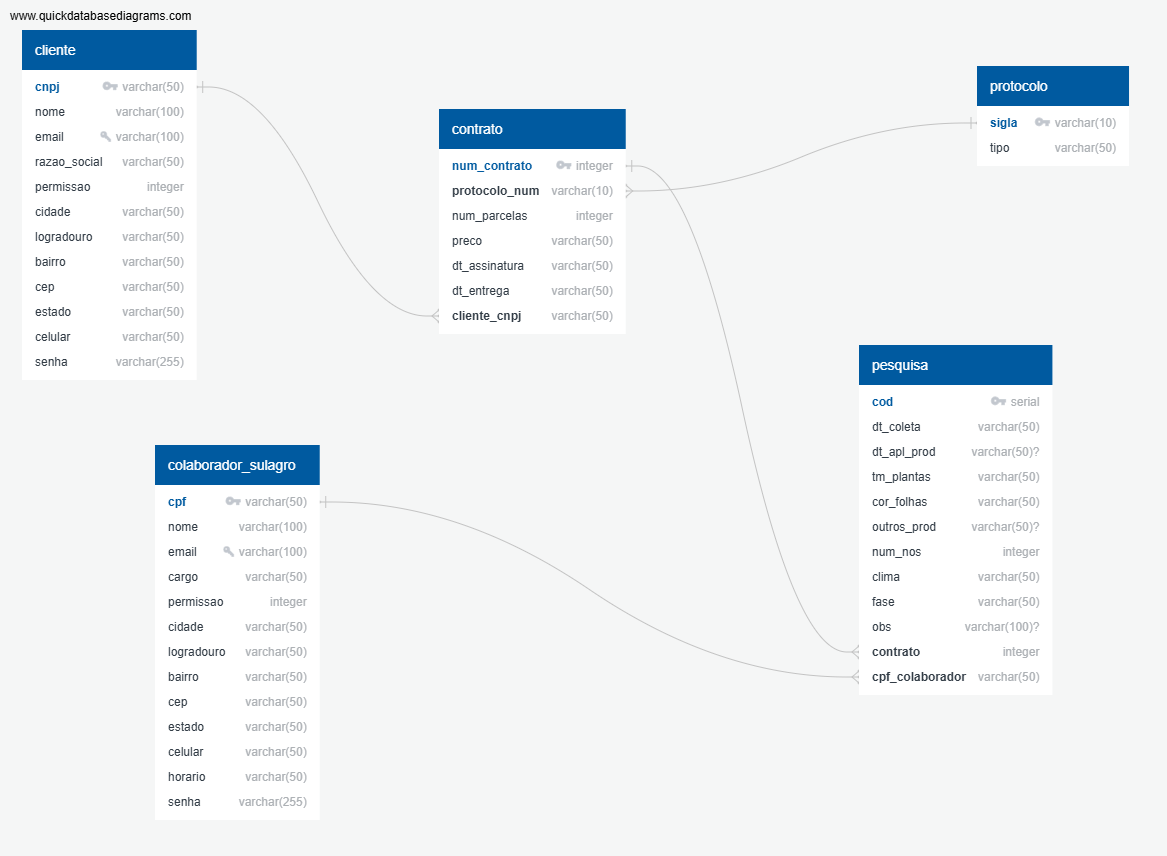 www.quickdatabasediagrams.com
cliente
cnpj varchar(50)
nome varchar(100)
email varchar(100)
razao_social varchar(50)
permissao integer
cidade varchar(50)
logradouro varchar(50)
bairro varchar(50)
cep varchar(50)
estado varchar(50)
celular varchar(50)
senha varchar(255)
contrato
num_contrato integer
protocolo_num varchar(10)
num_parcelas integer
preco varchar(50)
dt_assinatura varchar(50)
dt_entrega varchar(50)
cliente_cnpj varchar(50)
protocolo
sigla varchar(10)
tipo varchar(50)
colaborador_sulagro
cpf varchar(50)
nome varchar(100)
email varchar(100)
cargo varchar(50)
permissao integer
cidade varchar(50)
logradouro varchar(50)
bairro varchar(50)
cep varchar(50)
estado varchar(50)
celular varchar(50)
horario varchar(50)
senha varchar(255)
pesquisa
cod serial
dt_coleta varchar(50)
dt_apl_prod varchar(50)?
tm_plantas varchar(50)
cor_folhas varchar(50)
outros_prod varchar(50)?
num_nos integer
clima varchar(50)
fase varchar(50)
obs varchar(100)?
contrato integer
cpf_colaborador varchar(50)